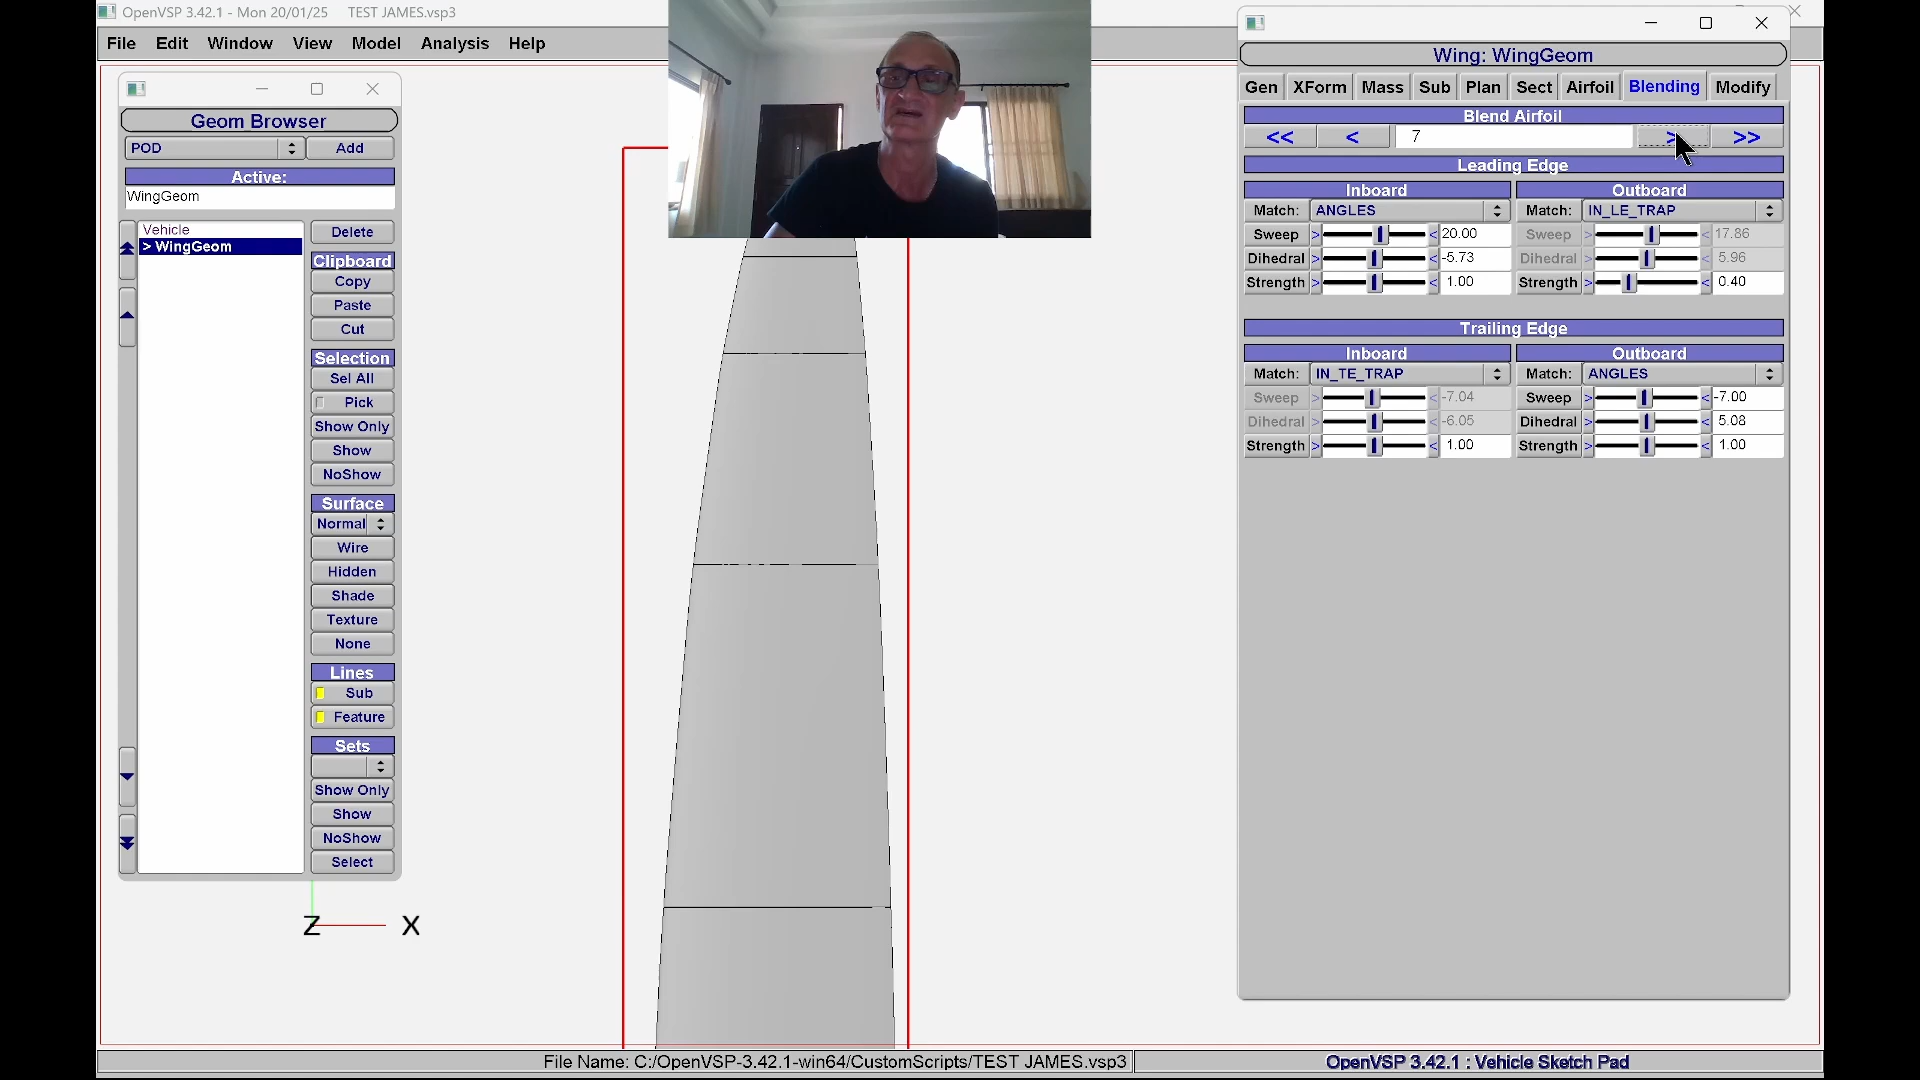 OpenVSP 3.42.1 - Mon 20/01/25 TEST JAMES.vsp3
File Edit Window View Model Analysis Help
Geom Browser
POD Add
Active:
WingGeom
Vehicle
> WingGeom
Delete
Clipboard
Copy
Paste
Cut
Selection
Sel All
Pick
Show Only
Show
NoShow
Surface
Normal
Wire
Hidden
Shade
Texture
None
Lines
Sub
Feature
Sets
Show Only
Show
NoShow
Select
Z X
Wing: WingGeom
Gen XForm Mass Sub Plan Sect Airfoil Blending Modify
Blend Airfoil
<< < 7 > >>
Leading Edge
Inboard Outboard
Match: ANGLES Match: IN_LE_TRAP
Sweep > < 20.00 Sweep > < 17.86
Dihedral > < -5.73 Dihedral > < 5.96
Strength > < 1.00 Strength > < 0.40
Trailing Edge
Inboard Outboard
Match: IN_TE_TRAP Match: ANGLES
Sweep > < -7.04 Sweep > < -7.00
Dihedral > < -6.05 Dihedral > < 5.08
Strength > < 1.00 Strength > < 1.00
File Name: C:/OpenVSP-3.42.1-win64/CustomScripts/TEST JAMES.vsp3
OpenVSP 3.42.1 : Vehicle Sketch Pad